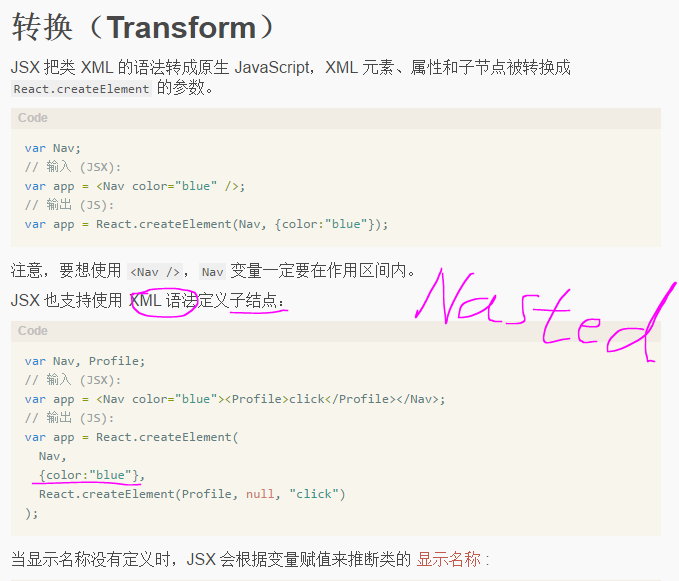 转换（Transform）
JSX 把类 XML 的语法转成原生 JavaScript，XML 元素、属性和子节点被转换成
React.createElement 的参数。
Code
var Nav;
// 输入 (JSX):
var app = <Nav color="blue" />;
// 输出 (JS):
var app = React.createElement(Nav, {color:"blue"});
注意，要想使用 <Nav />，Nav 变量一定要在作用区间内。
JSX 也支持使用 XML 语法定义子结点：
Nasted
Code
var Nav, Profile;
// 输入 (JSX):
var app = <Nav color="blue"><Profile>click</Profile></Nav>;
// 输出 (JS):
var app = React.createElement(
Nav,
{color:"blue"},
React.createElement(Profile, null, "click")
);
当显示名称没有定义时，JSX 会根据变量赋值来推断类的 显示名称 :